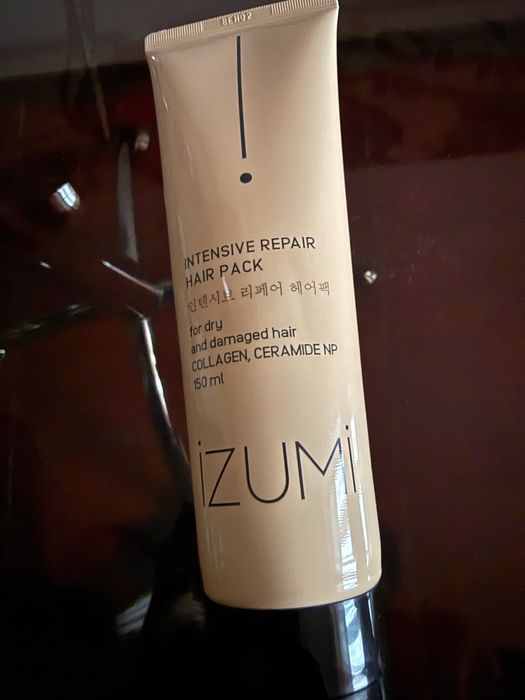 INTENSIVE REPAIR
HAIR PACK
인텐시브 리페어 헤어팩
for dry
and damaged hair
COLLAGEN, CERAMIDE NP
150 ml
iZUMi